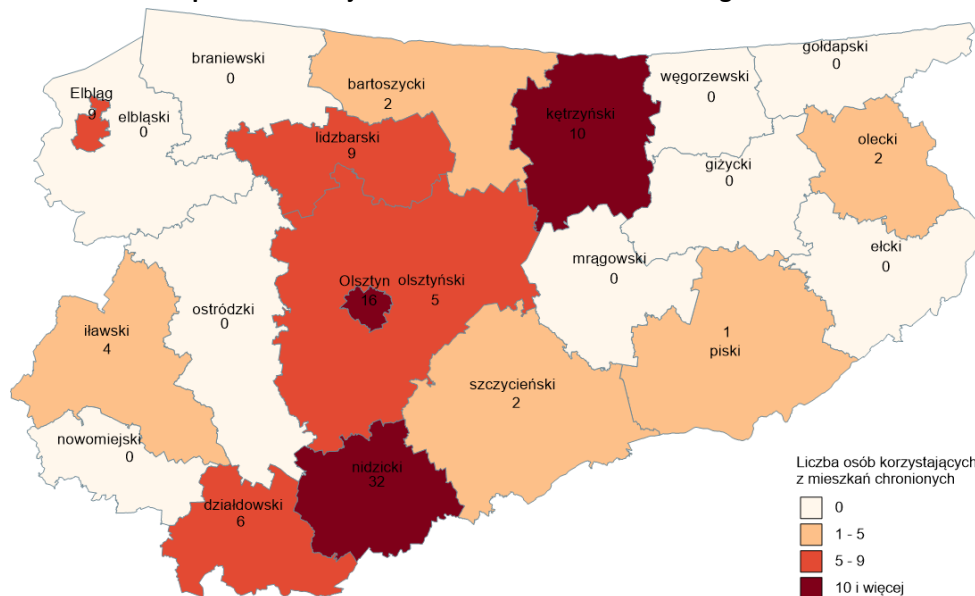 gołdapski
0
braniewski
0
węgorzewski
0
bartoszycki
2
Elbląg
9
elbląski
0
kętrzyński
10
lidzbarski
9
olecki
2
giżycki
0
ełcki
0
mrągowski
0
Olsztyn
16
olsztyński
5
ostródzki
0
iławski
4
1
piski
szczycieński
2
nowomiejski
0
nidzicki
32
działdowski
6
Liczba osób korzystających
z mieszkań chronionych
0
1 - 5
5 - 9
10 i więcej